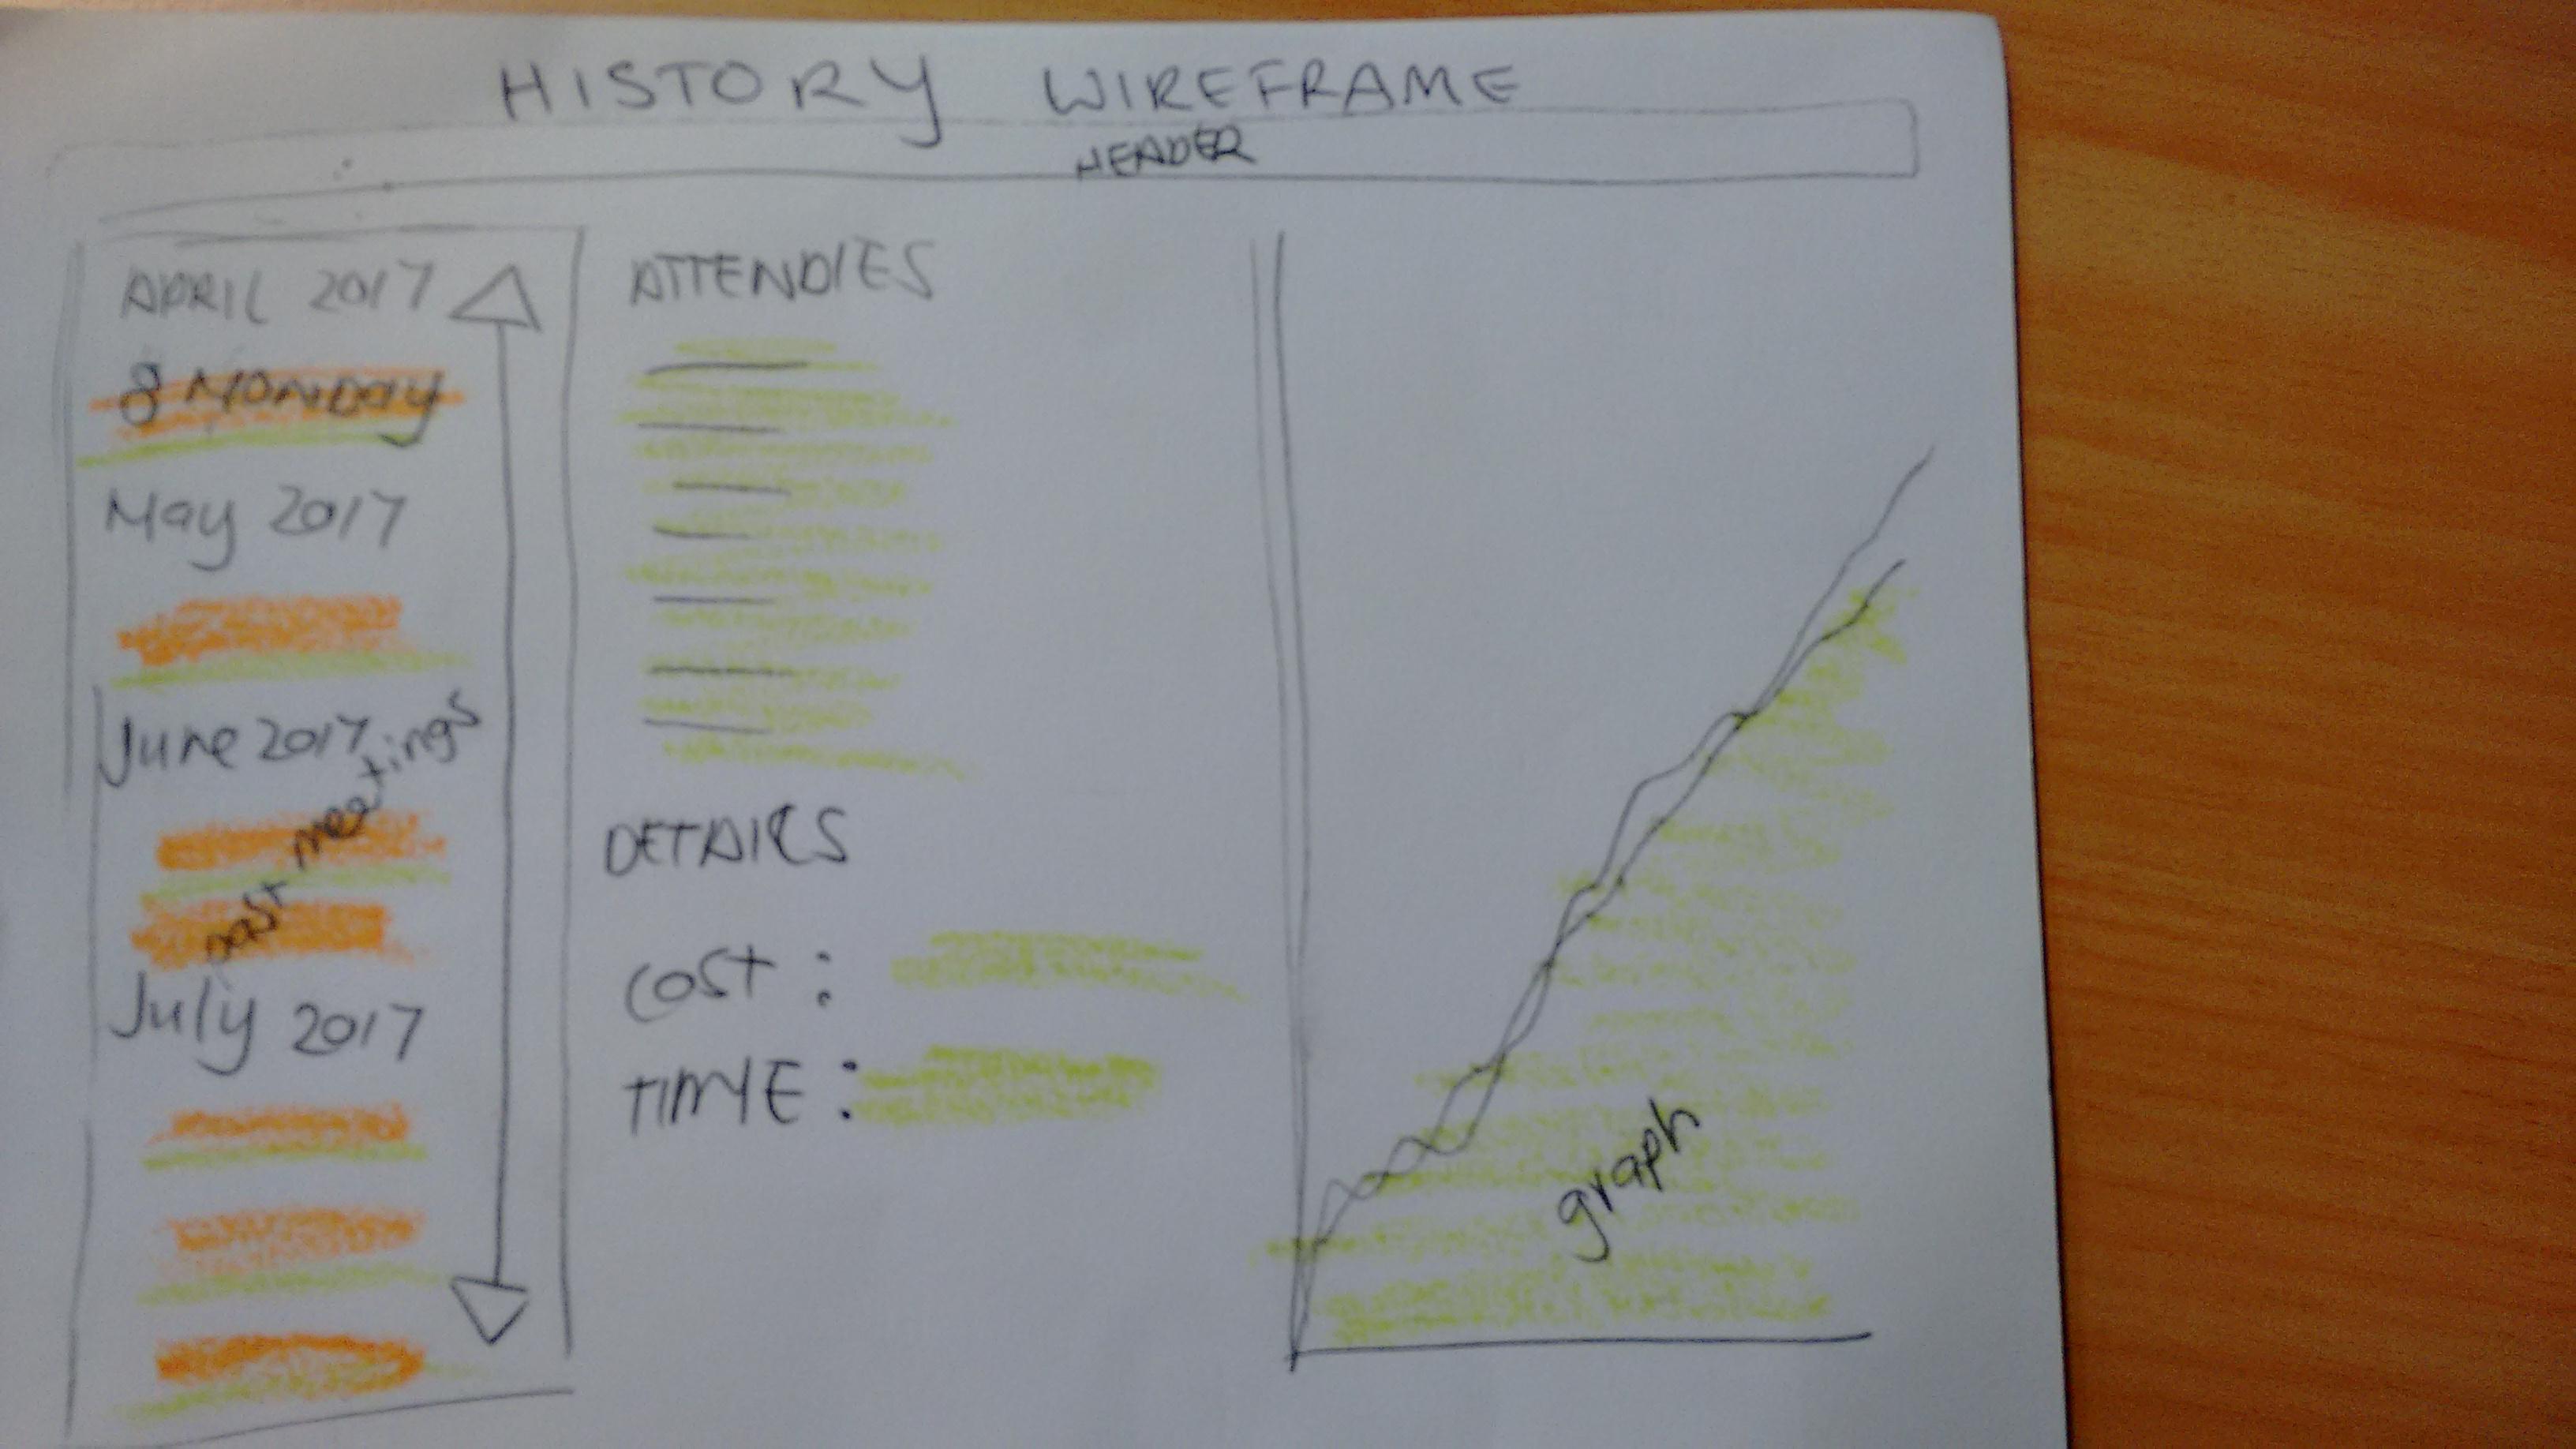 HISTORY WIREFRAME
HEADER
APRIL 2017
8 MONDAY
May 2017
June 2017
past meetings
July 2017
ATTENDIES
DETAILS
COST :
TIME :
graph